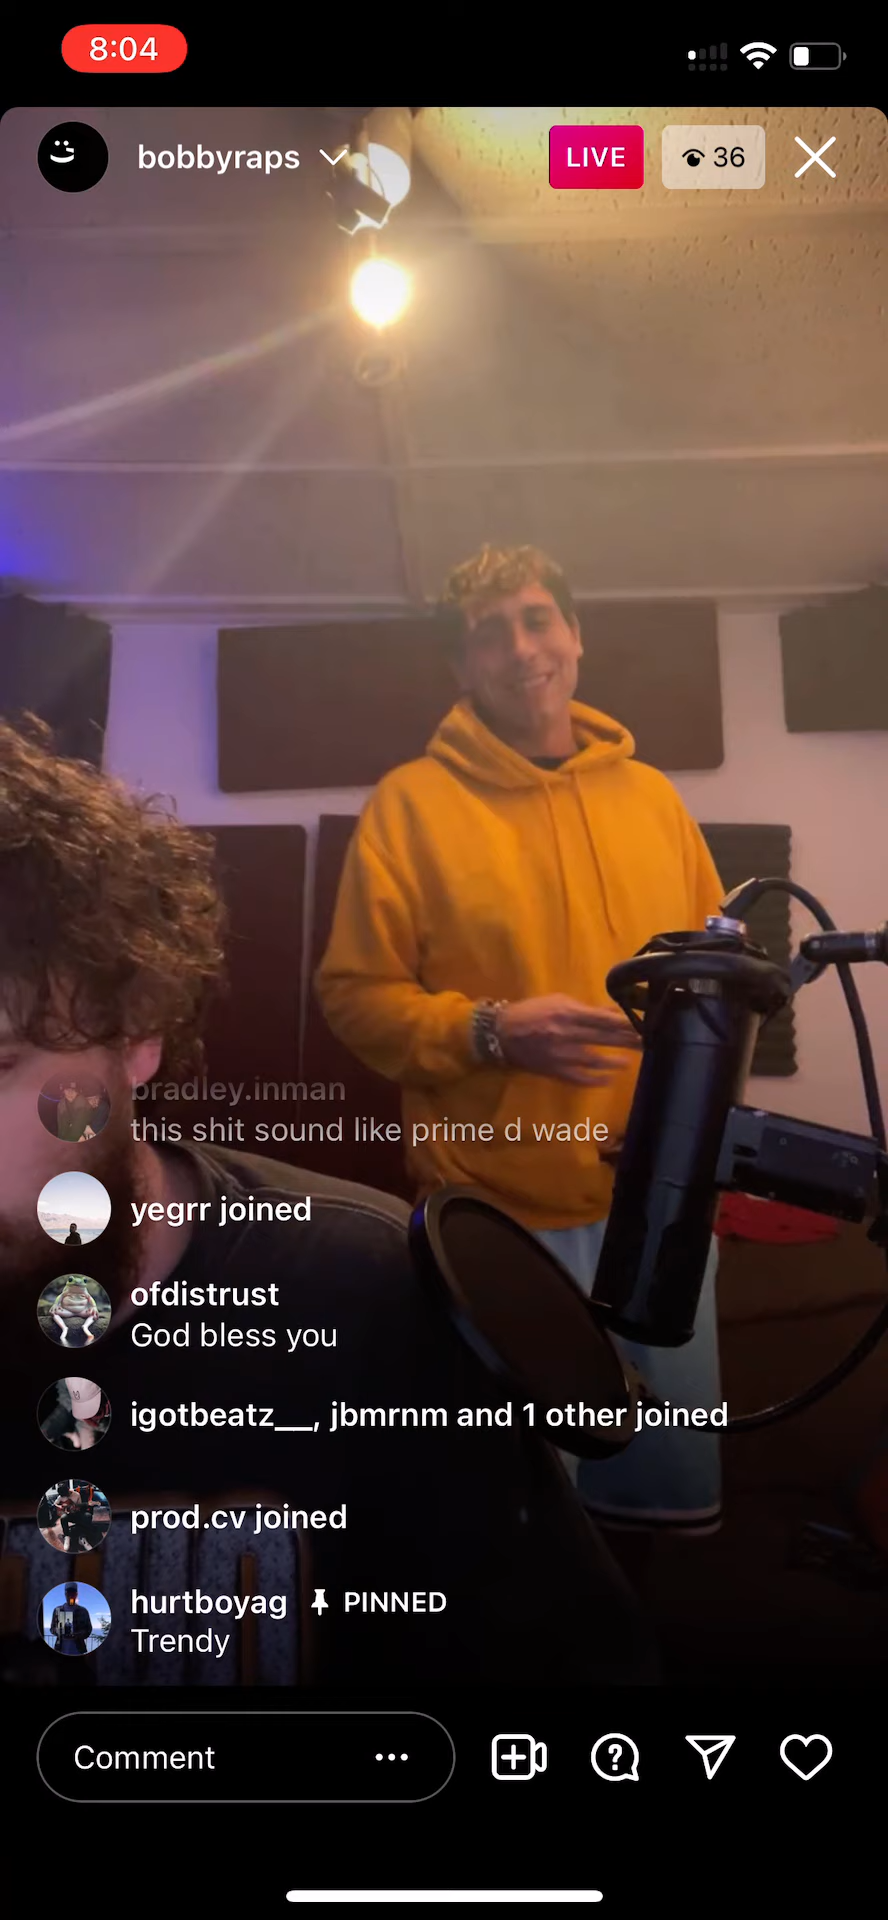 8:04
bobbyraps
LIVE
36
bradley.inman
this shit sound like prime d wade
yegrr joined
ofdistrust
God bless you
igotbeatz__, jbmrnm and 1 other joined
prod.cv joined
hurtboyag PINNED
Trendy
Comment